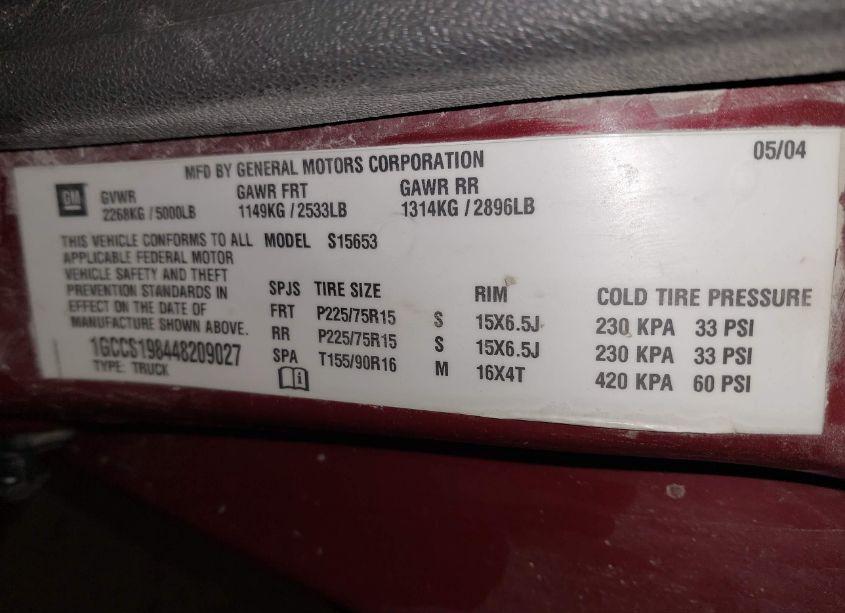 MFD BY GENERAL MOTORS CORPORATION 05/04
GM
GVWR GAWR FRT GAWR RR
2268KG / 5000LB 1149KG / 2533LB 1314KG / 2896LB
THIS VEHICLE CONFORMS TO ALL
APPLICABLE FEDERAL MOTOR
VEHICLE SAFETY AND THEFT
PREVENTION STANDARDS IN
EFFECT ON THE DATE OF
MANUFACTURE SHOWN ABOVE.
1GCCS198448209027
TYPE: TRUCK
MODEL S15653
SPJS TIRE SIZE RIM COLD TIRE PRESSURE
FRT P225/75R15 S 15X6.5J 230 KPA 33 PSI
RR P225/75R15 S 15X6.5J 230 KPA 33 PSI
SPA T155/90R16 M 16X4T 420 KPA 60 PSI